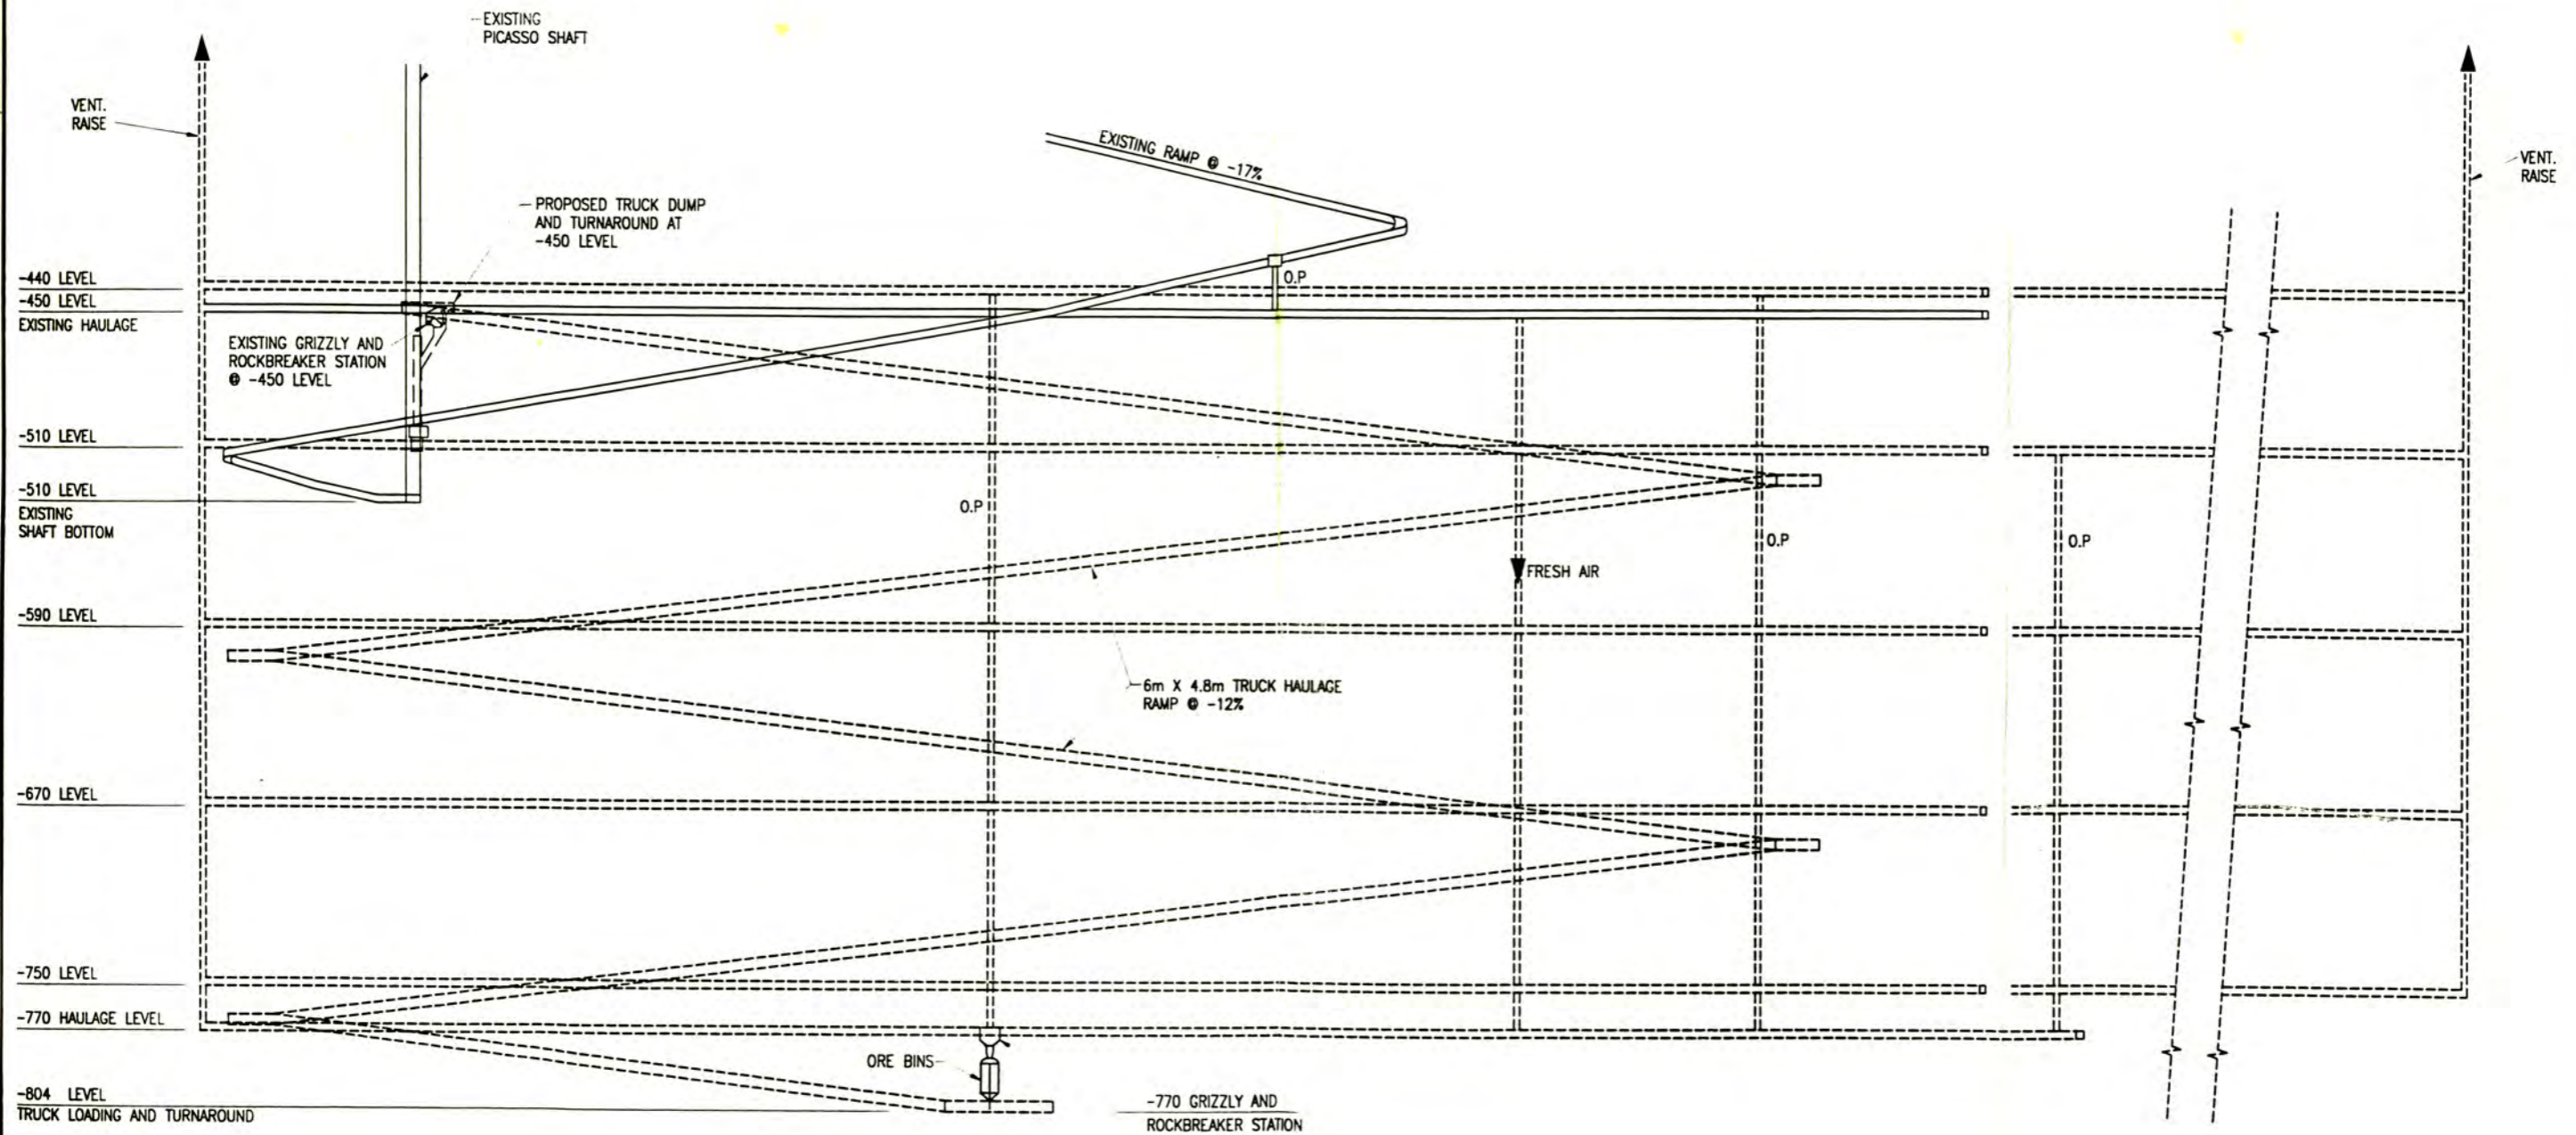 EXISTING
PICASSO SHAFT
VENT.
RAISE
EXISTING RAMP @ -17%
VENT.
RAISE
PROPOSED TRUCK DUMP
AND TURNAROUND AT
-450 LEVEL
-440 LEVEL
O.P
-450 LEVEL
EXISTING HAULAGE
EXISTING GRIZZLY AND
ROCKBREAKER STATION
@ -450 LEVEL
-510 LEVEL
-510 LEVEL
EXISTING
SHAFT BOTTOM
O.P
O.P
O.P
FRESH AIR
-590 LEVEL
6m X 4.8m TRUCK HAULAGE
RAMP @ -12%
-670 LEVEL
-750 LEVEL
-770 HAULAGE LEVEL
ORE BINS
-804 LEVEL
TRUCK LOADING AND TURNAROUND
-770 GRIZZLY AND
ROCKBREAKER STATION